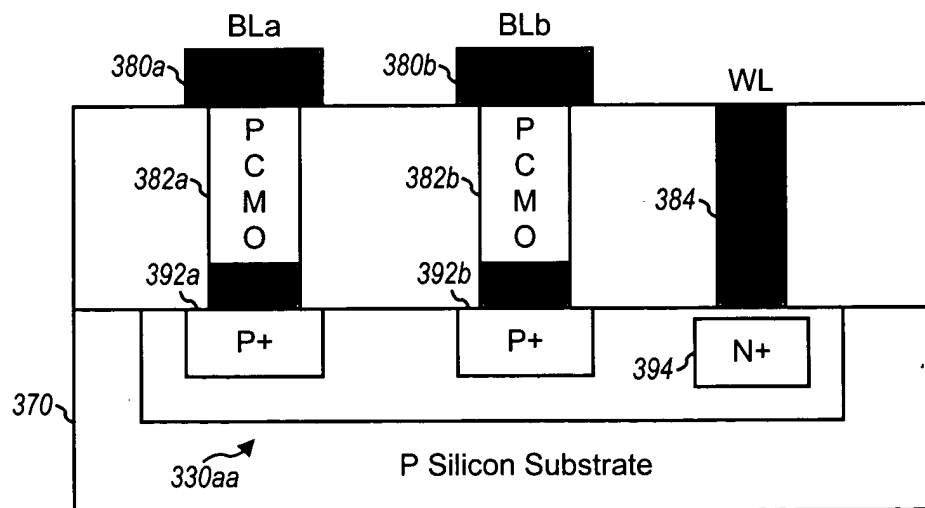 BLa BLb
380a 380b WL
P C M O P C M O
382a 382b 384
392a 392b
P+ P+ N+
394
370
330aa P Silicon Substrate